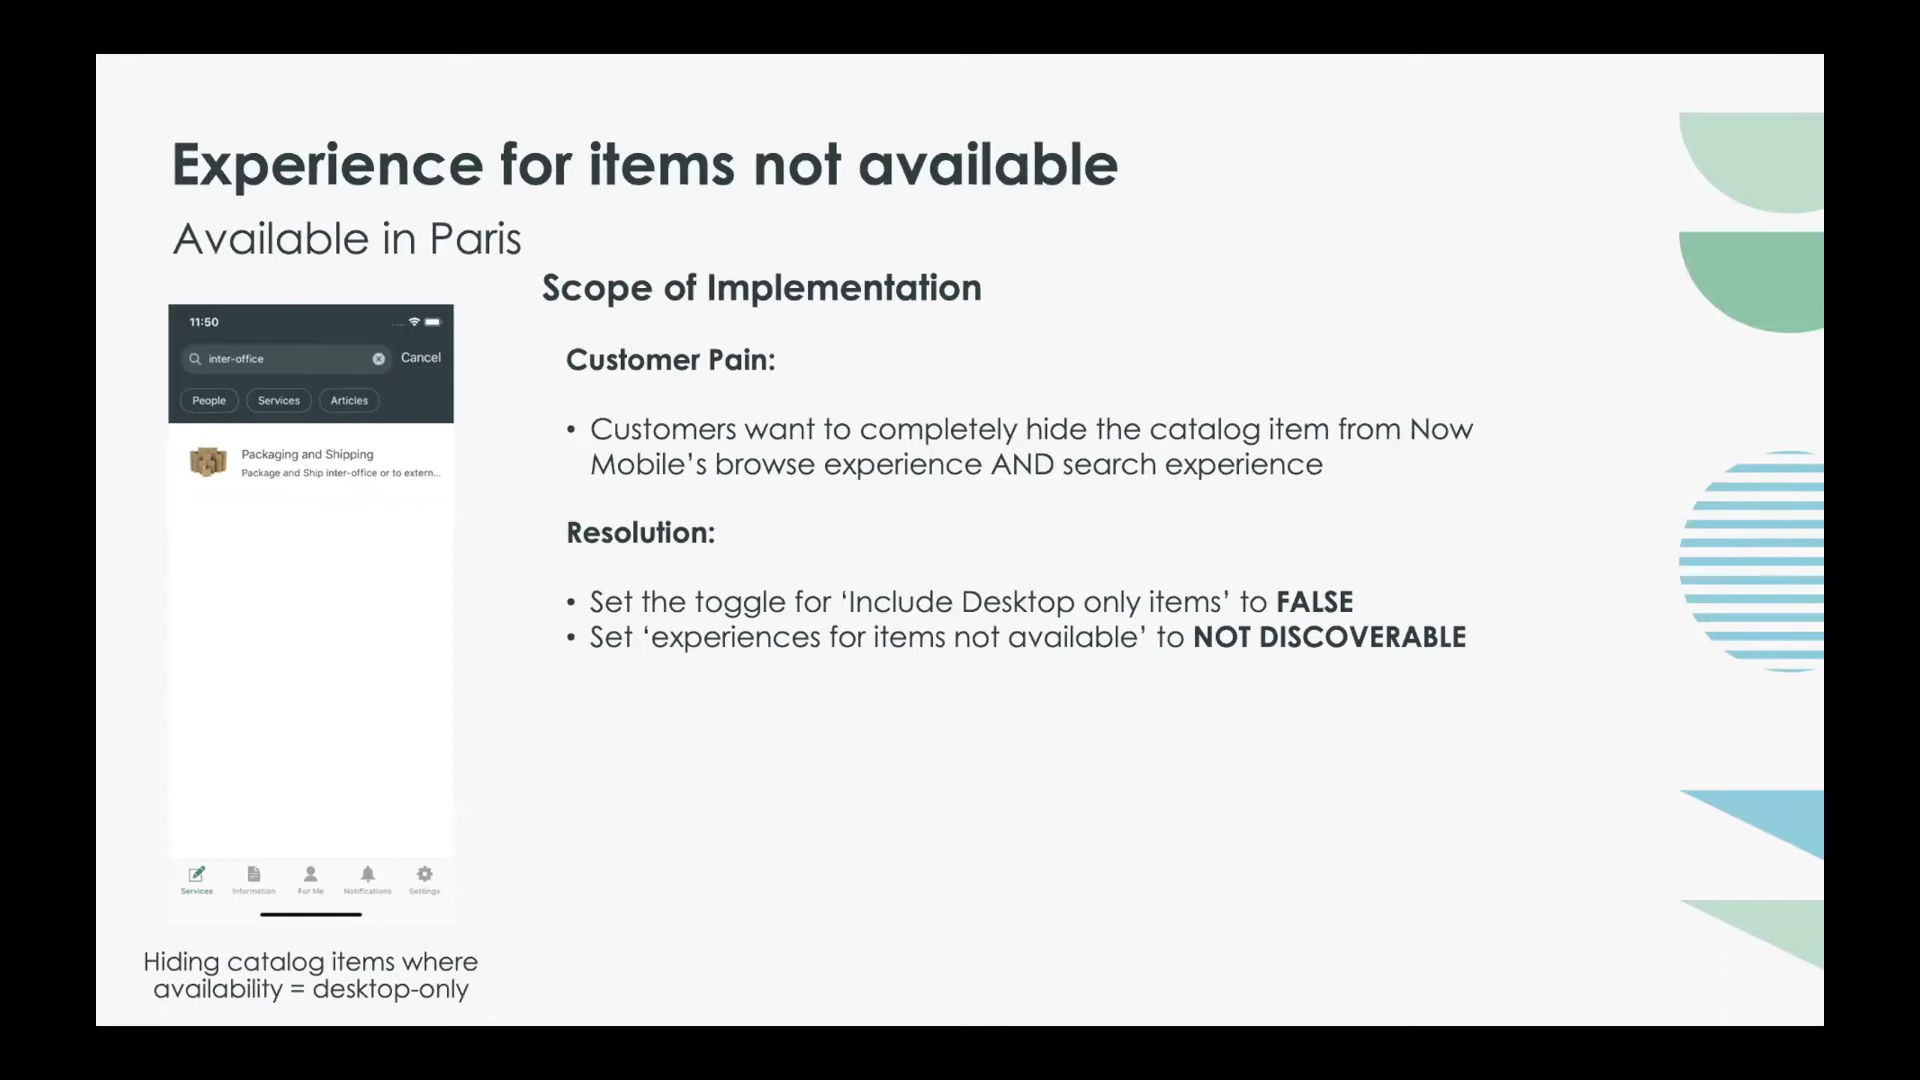 Experience for items not available
Available in Paris
Scope of Implementation
11:50
inter-office
Cancel
People
Services
Articles
Packaging and Shipping
Package and Ship inter-office or to extern...
Services
Information
For Me
Notifications
Settings
Hiding catalog items where
availability = desktop-only
Customer Pain:
• Customers want to completely hide the catalog item from Now
Mobile’s browse experience AND search experience
Resolution:
• Set the toggle for ‘Include Desktop only items’ to FALSE
• Set ‘experiences for items not available’ to NOT DISCOVERABLE